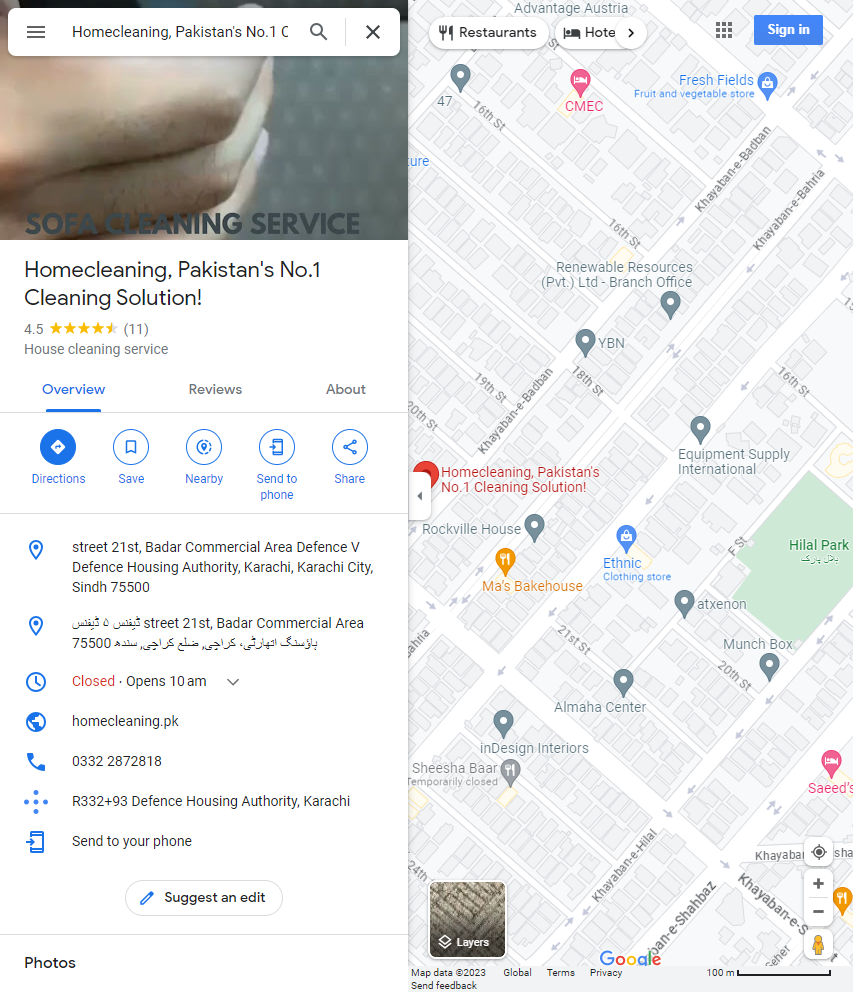 Homecleaning, Pakistan's No.1 C
SOFA CLEANING SERVICE
Homecleaning, Pakistan's No.1
Cleaning Solution!
4.5 (11)
House cleaning service
Overview Reviews About
Directions Save Nearby Send to phone Share
street 21st, Badar Commercial Area Defence V
Defence Housing Authority, Karachi, Karachi City,
Sindh 75500
street 21st, Badar Commercial Area ڈیفنس ۵ ڈیفنس
ہاؤسنگ اتھارٹی، کراچی, ضلع کراچی, سندھ 75500
Closed · Opens 10 am
homecleaning.pk
0332 2872818
R332+93 Defence Housing Authority, Karachi
Send to your phone
Suggest an edit
Photos
Advantage Austria
Restaurants
Hote
Sign in
47
CMEC
Fresh Fields
Fruit and vegetable store
16th St
ture
Khayaban-e-Badban
Khayaban-e-Bahria
16th St
Renewable Resources
(Pvt.) Ltd - Branch Office
YBN
18th St
16th St
19th St
20th St
Khayaban-e-Badban
Equipment Supply
International
Homecleaning, Pakistan's
No.1 Cleaning Solution!
Rockville House
Ethnic
Clothing store
F St
Hilal Park
ہلال پارک
Ma's Bakehouse
atxenon
21st St
Munch Box
20th St
ahria
Almaha Center
inDesign Interiors
Sheesha Baar
Temporarily closed
Saeed's
Khayaban-e-Hilal
24th St
Khayaba
sha
Khayaban-e-S
ban-e-Shahbaz
eher
Layers
Google
Map data ©2023 Global Terms Privacy 100 m
Send feedback